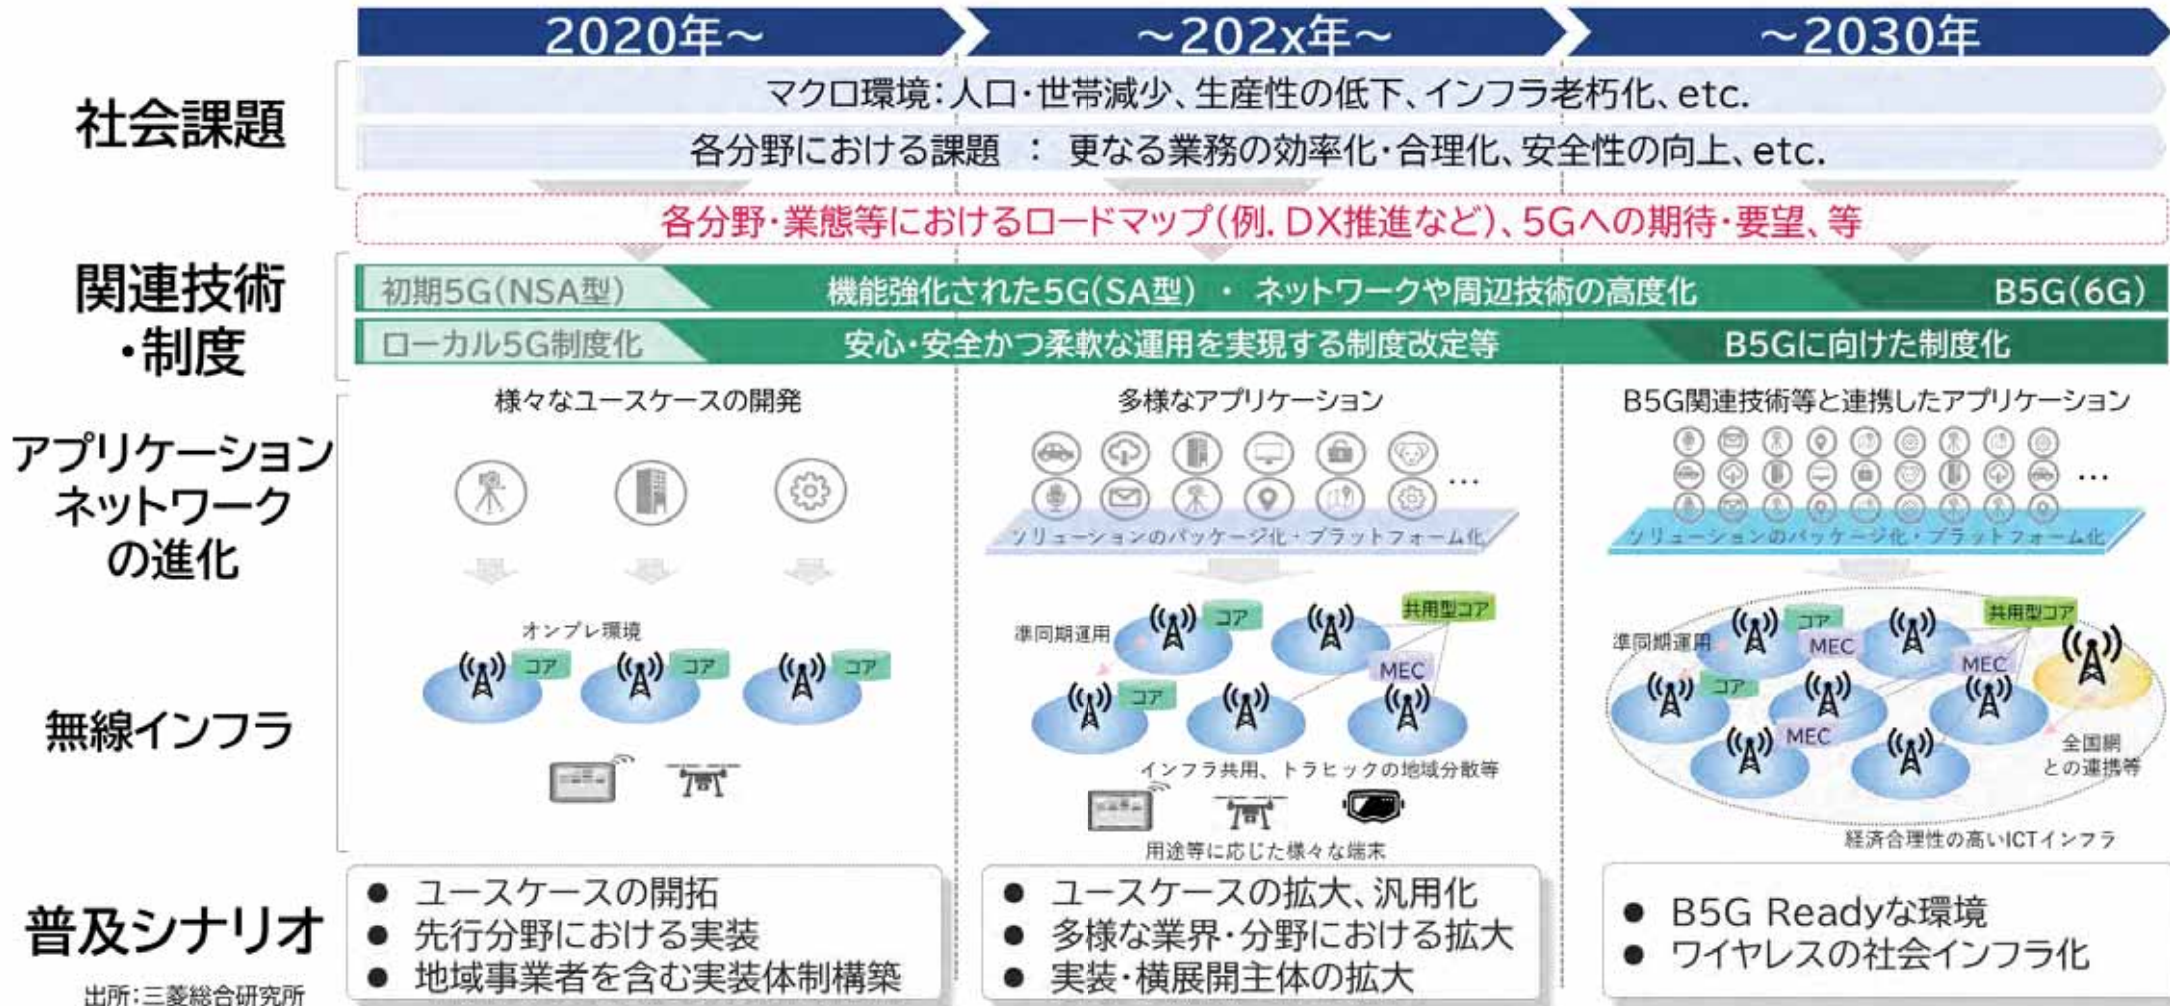 2020年～
～202x年～
～2030年
社会課題
マクロ環境:人口・世帯減少、生産性の低下、インフラ老朽化、etc.
各分野における課題 : 更なる業務の効率化・合理化、安全性の向上、etc.
各分野・業態等におけるロードマップ(例. DX推進など)、5Gへの期待・要望、等
関連技術
・制度
初期5G(NSA型)
機能強化された5G(SA型) ・ ネットワークや周辺技術の高度化
B5G(6G)
ローカル5G制度化
安心・安全かつ柔軟な運用を実現する制度改定等
B5Gに向けた制度化
アプリケーション
ネットワーク
の進化
無線インフラ
様々なユースケースの開発
オンプレ環境
コア
コア
コア
多様なアプリケーション
…
ソリューションのパッケージ化・プラットフォーム化
準同期運用
コア
共用型コア
MEC
コア
インフラ共用、トラヒックの地域分散等
用途等に応じた様々な端末
B5G関連技術等と連携したアプリケーション
…
ソリューションのパッケージ化・プラットフォーム化
準同期運用
コア
共用型コア
MEC
MEC
コア
MEC
全国網
との連携等
経済合理性の高いICTインフラ
普及シナリオ
● ユースケースの開拓
● 先行分野における実装
● 地域事業者を含む実装体制構築
● ユースケースの拡大、汎用化
● 多様な業界・分野における拡大
● 実装・横展開主体の拡大
● B5G Readyな環境
● ワイヤレスの社会インフラ化
出所:三菱総合研究所